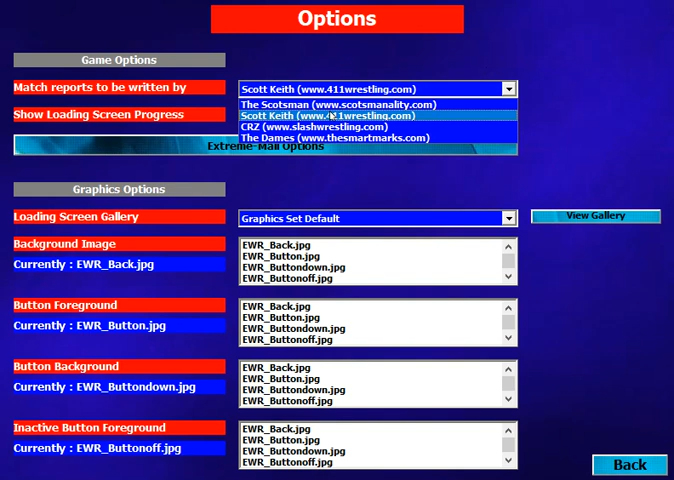 Options
Game Options
Match reports to be written by
Scott Keith (www.411wrestling.com)
The Scotsman (www.scotsmanality.com)
Scott Keith (www.411wrestling.com)
CRZ (www.slashwrestling.com)
The Dames (www.thesmartmarks.com)
Show Loading Screen Progress
Extreme-Mail Options
Graphics Options
Loading Screen Gallery
Graphics Set Default
View Gallery
Background Image
Currently : EWR_Back.jpg
EWR_Back.jpg
EWR_Button.jpg
EWR_Buttondown.jpg
EWR_Buttonoff.jpg
Button Foreground
Currently : EWR_Button.jpg
EWR_Back.jpg
EWR_Button.jpg
EWR_Buttondown.jpg
EWR_Buttonoff.jpg
Button Background
Currently : EWR_Buttondown.jpg
EWR_Back.jpg
EWR_Button.jpg
EWR_Buttondown.jpg
EWR_Buttonoff.jpg
Inactive Button Foreground
Currently : EWR_Buttonoff.jpg
EWR_Back.jpg
EWR_Button.jpg
EWR_Buttondown.jpg
EWR_Buttonoff.jpg
Back